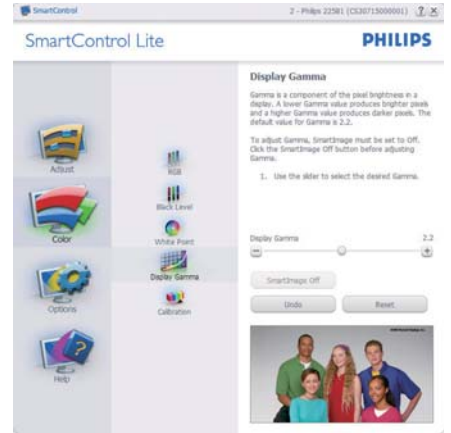 SmartControl
2 - Philips 225B1 (CS30715000001)
SmartControl Lite
PHILIPS
Adjust
Color
Options
Help
RGB
Black Level
White Point
Display Gamma
Calibration
Display Gamma
Gamma is a component of the pixel brightness in a
display. A lower Gamma value produces brighter pixels
and a higher Gamma value produces darker pixels. The
default value for Gamma is 2.2.
To adjust Gamma, SmartImage must be set to Off.
Click the SmartImage Off button before adjusting
Gamma.
1. Use the slider to select the desired Gamma.
Display Gamma 2.2
SmartImage Off
Undo Reset